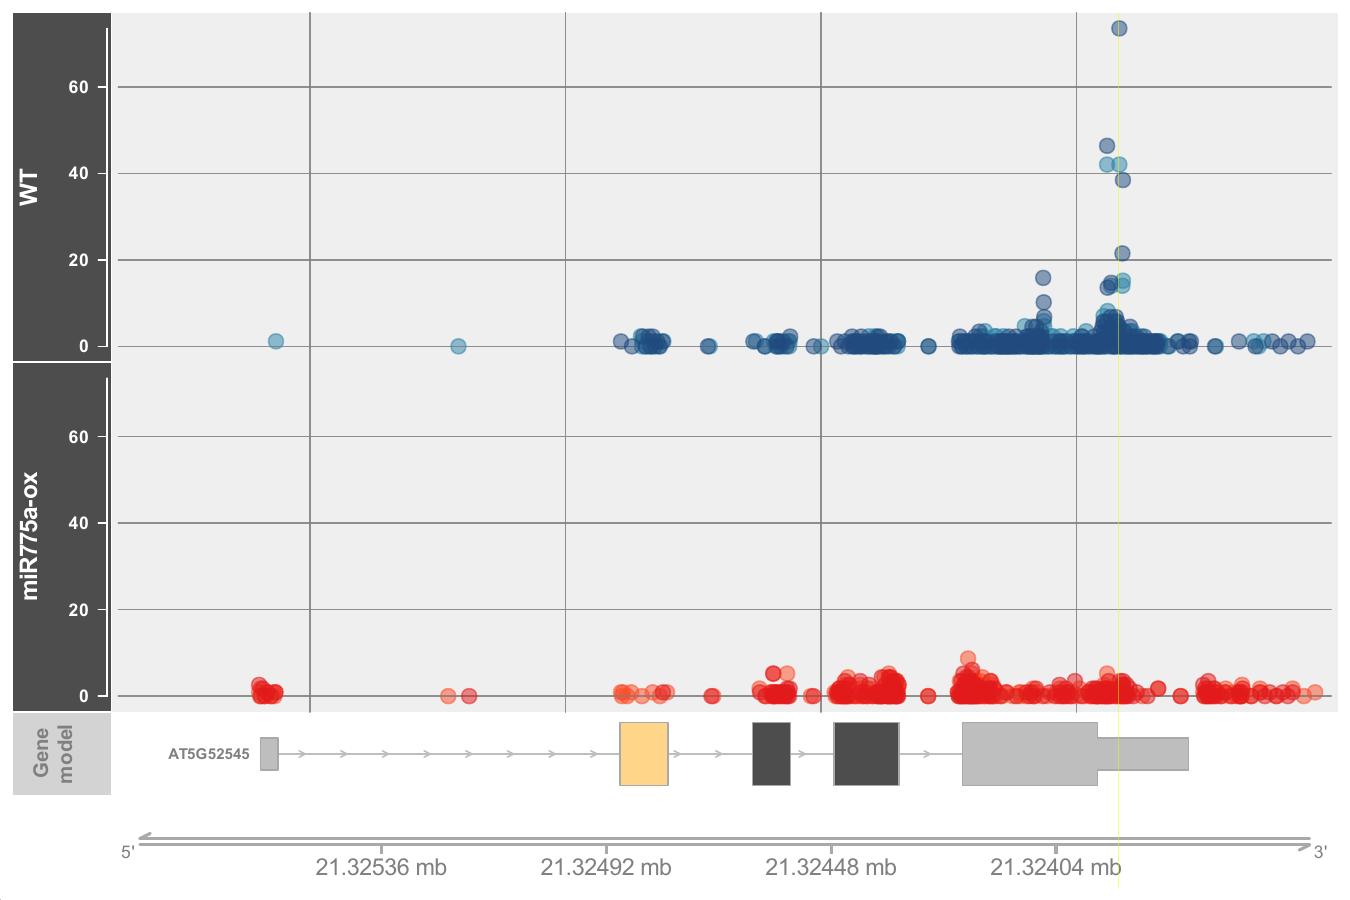 WT
60
40
20
0
miR775a-ox
60
40
20
0
Gene
model
AT5G52545
5'
3'
21.32536 mb
21.32492 mb
21.32448 mb
21.32404 mb